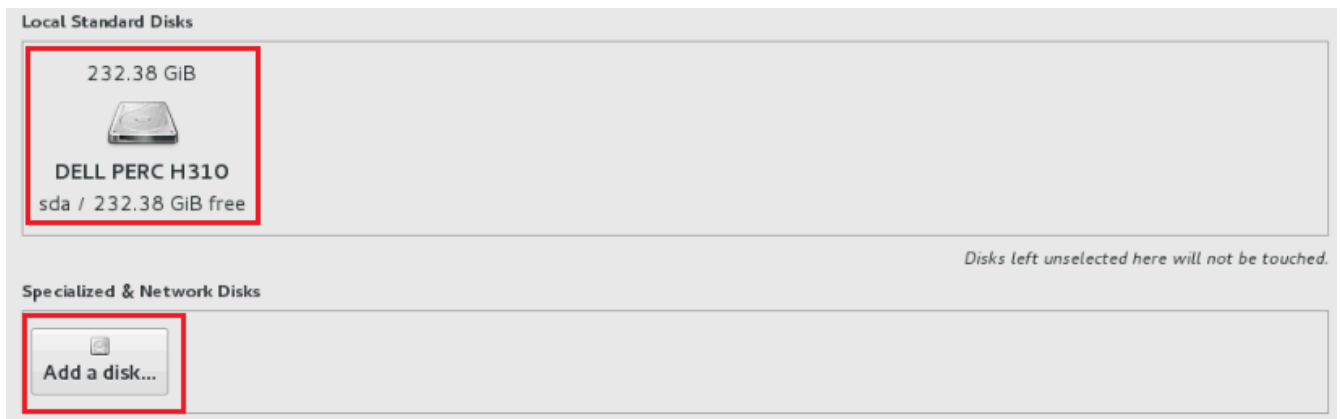 Local Standard Disks
232.38 GiB
DELL PERC H310
sda / 232.38 GiB free
Disks left unselected here will not be touched.
Specialized & Network Disks
Add a disk...